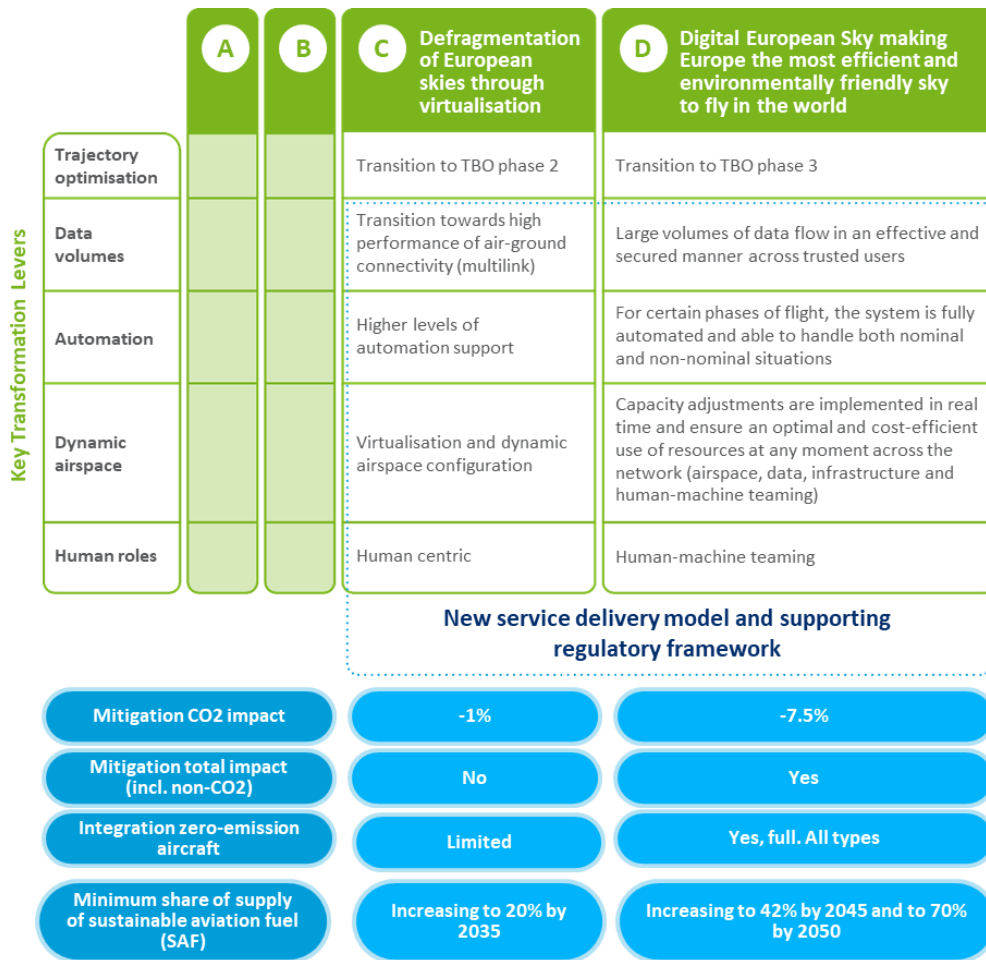 A
B
C
Defragmentation
of European
skies through
virtualisation
D
Digital European Sky making
Europe the most efficient and
environmentally friendly sky
to fly in the world
Key Transformation Levers
Trajectory
optimisation
Transition to TBO phase 2
Transition to TBO phase 3
Data
volumes
Transition towards high
performance of air-ground
connectivity (multilink)
Large volumes of data flow in an effective and
secured manner across trusted users
Automation
Higher levels of
automation support
For certain phases of flight, the system is fully
automated and able to handle both nominal
and non-nominal situations
Dynamic
airspace
Virtualisation and dynamic
airspace configuration
Capacity adjustments are implemented in real
time and ensure an optimal and cost-efficient
use of resources at any moment across the
network (airspace, data, infrastructure and
human-machine teaming)
Human roles
Human centric
Human-machine teaming
New service delivery model and supporting
regulatory framework
Mitigation CO2 impact
-1%
-7.5%
Mitigation total impact
(incl. non-CO2)
No
Yes
Integration zero-emission
aircraft
Limited
Yes, full. All types
Minimum share of supply
of sustainable aviation fuel
(SAF)
Increasing to 20% by
2035
Increasing to 42% by 2045 and to 70%
by 2050